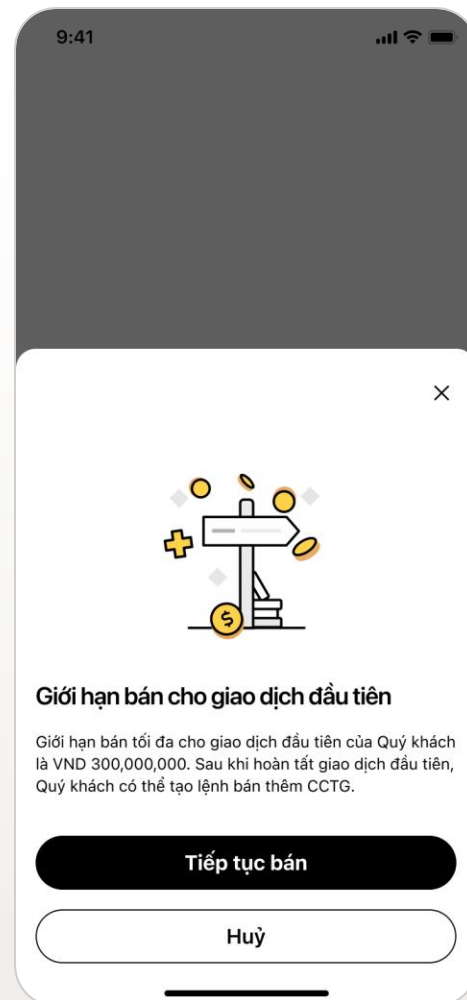 9:41
$
Giới hạn bán cho giao dịch đầu tiên
Giới hạn bán tối đa cho giao dịch đầu tiên của Quý khách
là VND 300,000,000. Sau khi hoàn tất giao dịch đầu tiên,
Quý khách có thể tạo lệnh bán thêm CCTG.
Tiếp tục bán
Huỷ